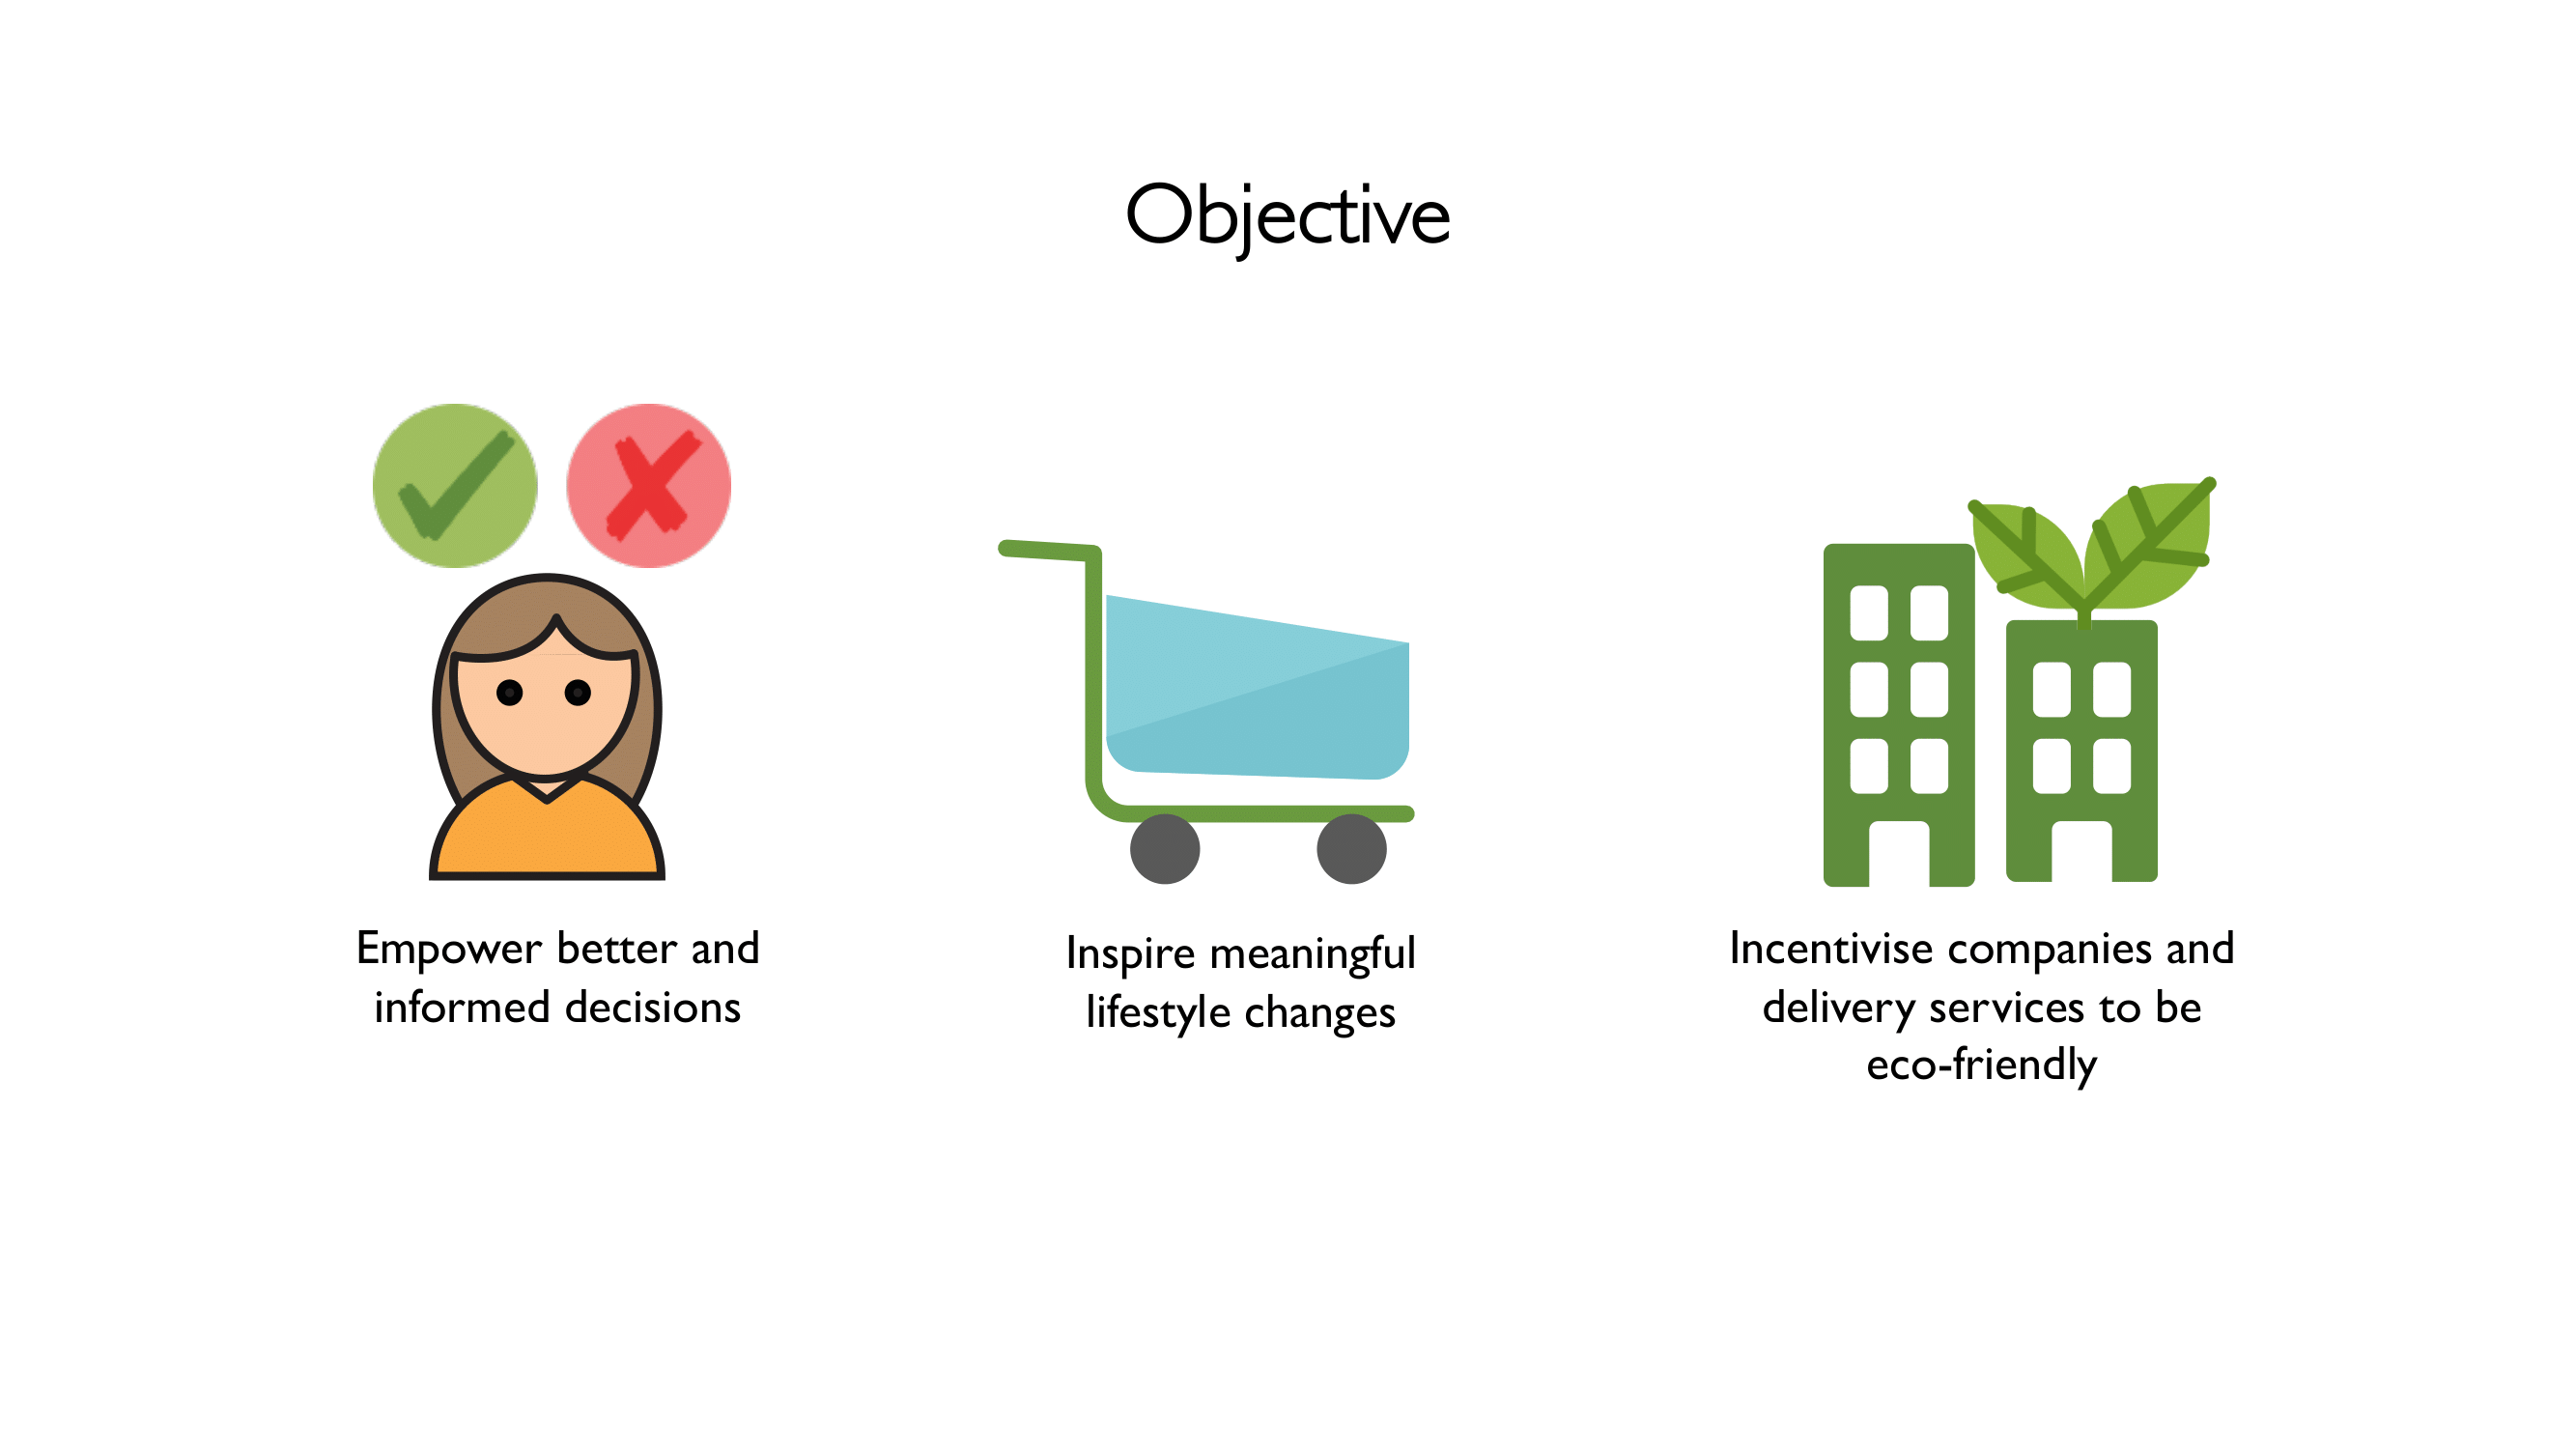 Objective
Empower better and
informed decisions
Inspire meaningful
lifestyle changes
Incentivise companies and
delivery services to be
eco-friendly